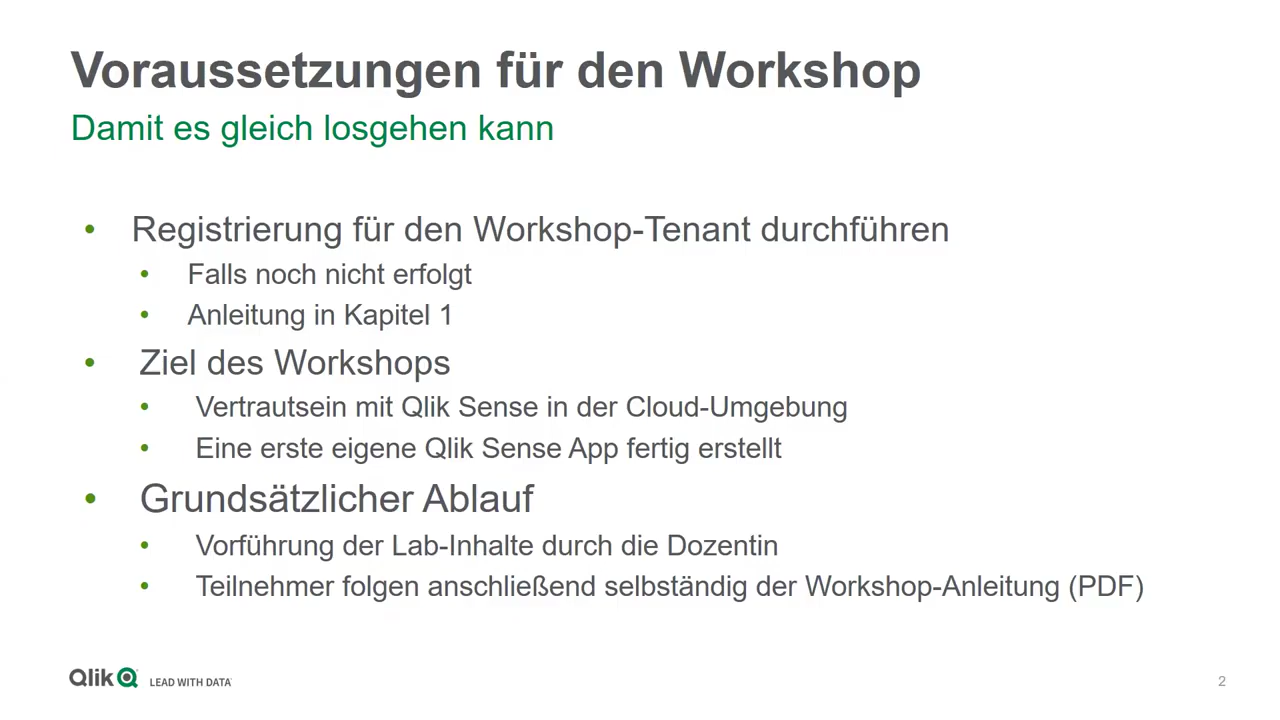 Voraussetzungen für den Workshop
Damit es gleich losgehen kann
• Registrierung für den Workshop-Tenant durchführen
• Falls noch nicht erfolgt
• Anleitung in Kapitel 1
• Ziel des Workshops
• Vertrautsein mit Qlik Sense in der Cloud-Umgebung
• Eine erste eigene Qlik Sense App fertig erstellt
• Grundsätzlicher Ablauf
• Vorführung der Lab-Inhalte durch die Dozentin
• Teilnehmer folgen anschließend selbständig der Workshop-Anleitung (PDF)
Qlik LEAD WITH DATA
2